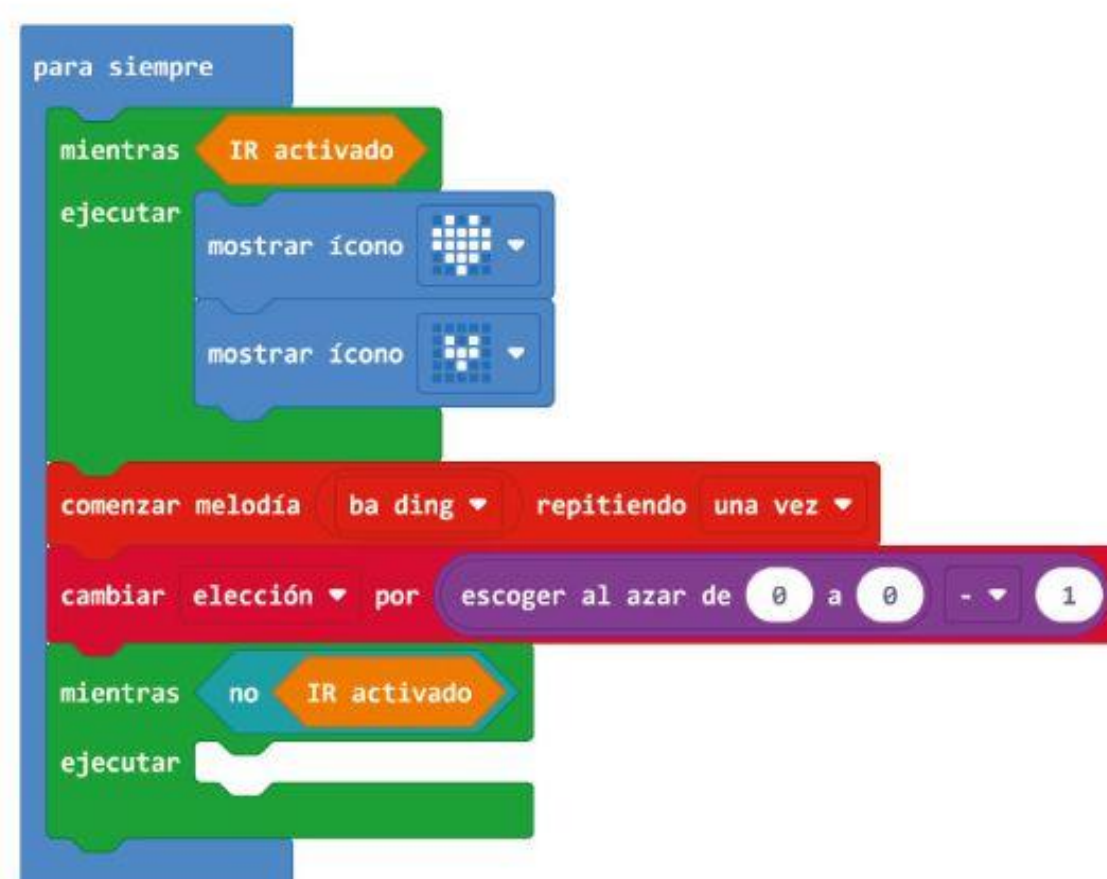 para siempre
mientras IR activado
ejecutar
mostrar ícono
mostrar ícono
comenzar melodía ba ding repitiendo una vez
cambiar elección por escoger al azar de 0 a 0 - 1
mientras no IR activado
ejecutar